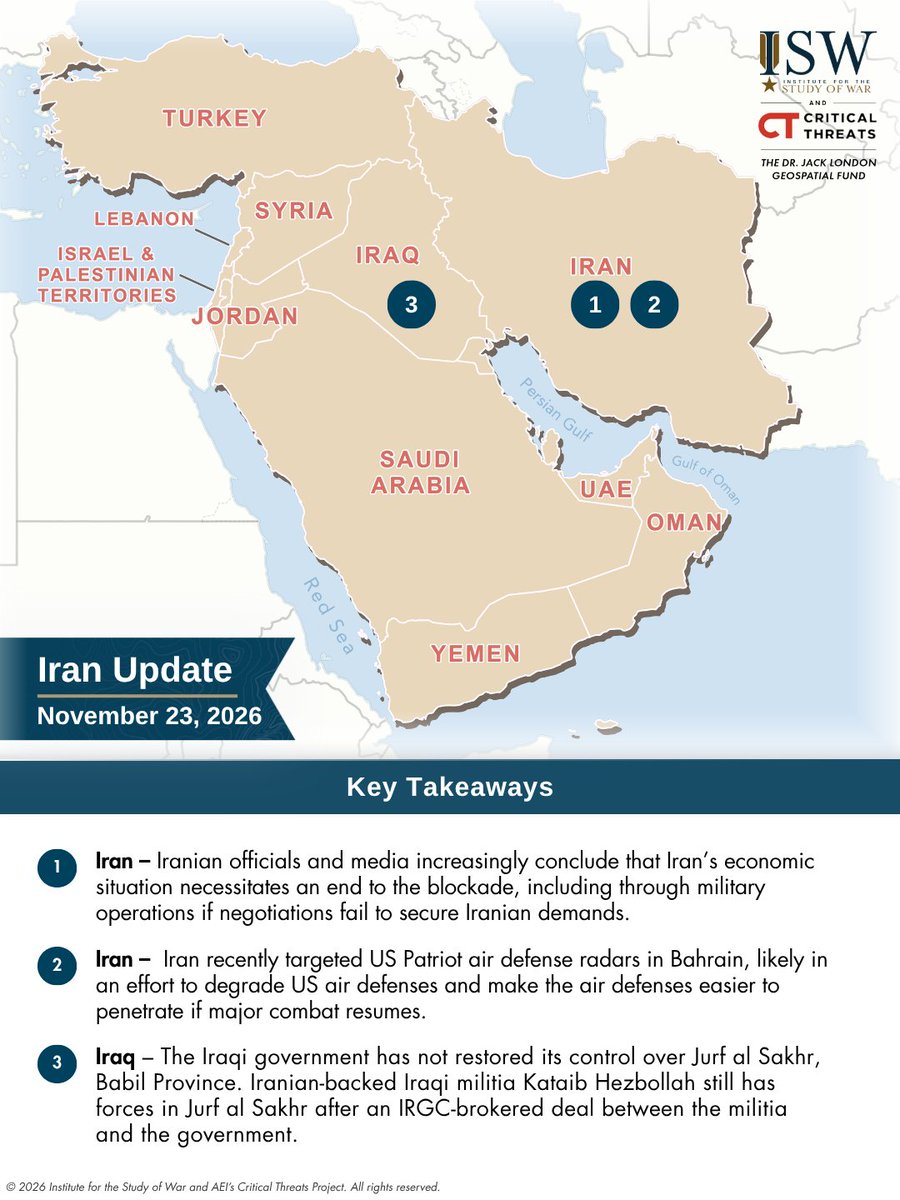 ISW
INSTITUTE FOR THE
STUDY OF WAR
AND
CT CRITICAL
THREATS
THE DR. JACK LONDON
GEOSPATIAL FUND
TURKEY
LEBANON
SYRIA
ISRAEL &
PALESTINIAN
TERRITORIES
IRAQ
IRAN
3
1
2
JORDAN
Persian Gulf
SAUDI
ARABIA
Gulf of Oman
UAE
OMAN
Red Sea
YEMEN
Iran Update
November 23, 2026
Key Takeaways
1
Iran – Iranian officials and media increasingly conclude that Iran’s economic
situation necessitates an end to the blockade, including through military
operations if negotiations fail to secure Iranian demands.
2
Iran – Iran recently targeted US Patriot air defense radars in Bahrain, likely in
an effort to degrade US air defenses and make the air defenses easier to
penetrate if major combat resumes.
3
Iraq – The Iraqi government has not restored its control over Jurf al Sakhr,
Babil Province. Iranian-backed Iraqi militia Kataib Hezbollah still has
forces in Jurf al Sakhr after an IRGC-brokered deal between the militia
and the government.
© 2026 Institute for the Study of War and AEI’s Critical Threats Project. All rights reserved.